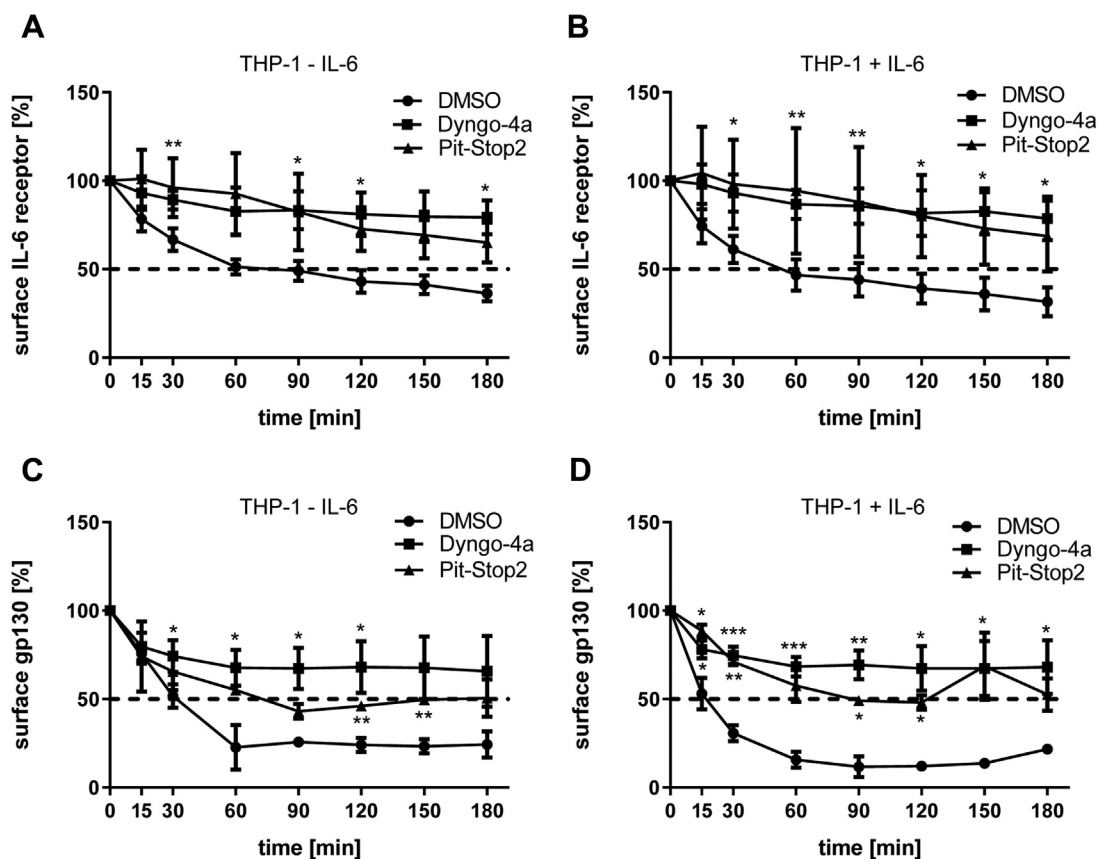 A
THP-1 - IL-6
surface IL-6 receptor [%]
150
100
50
0
DMSO
Dyngo-4a
Pit-Stop2
** * * *
0 15 30 60 90 120 150 180
time [min]
B
THP-1 + IL-6
surface IL-6 receptor [%]
150
100
50
0
DMSO
Dyngo-4a
Pit-Stop2
* ** ** * * *
0 15 30 60 90 120 150 180
time [min]
C
THP-1 - IL-6
surface gp130 [%]
150
100
50
0
DMSO
Dyngo-4a
Pit-Stop2
* * * *
** **
0 15 30 60 90 120 150 180
time [min]
D
THP-1 + IL-6
surface gp130 [%]
150
100
50
0
DMSO
Dyngo-4a
Pit-Stop2
* *** *** ** * * *
* ** * *
0 15 30 60 90 120 150 180
time [min]